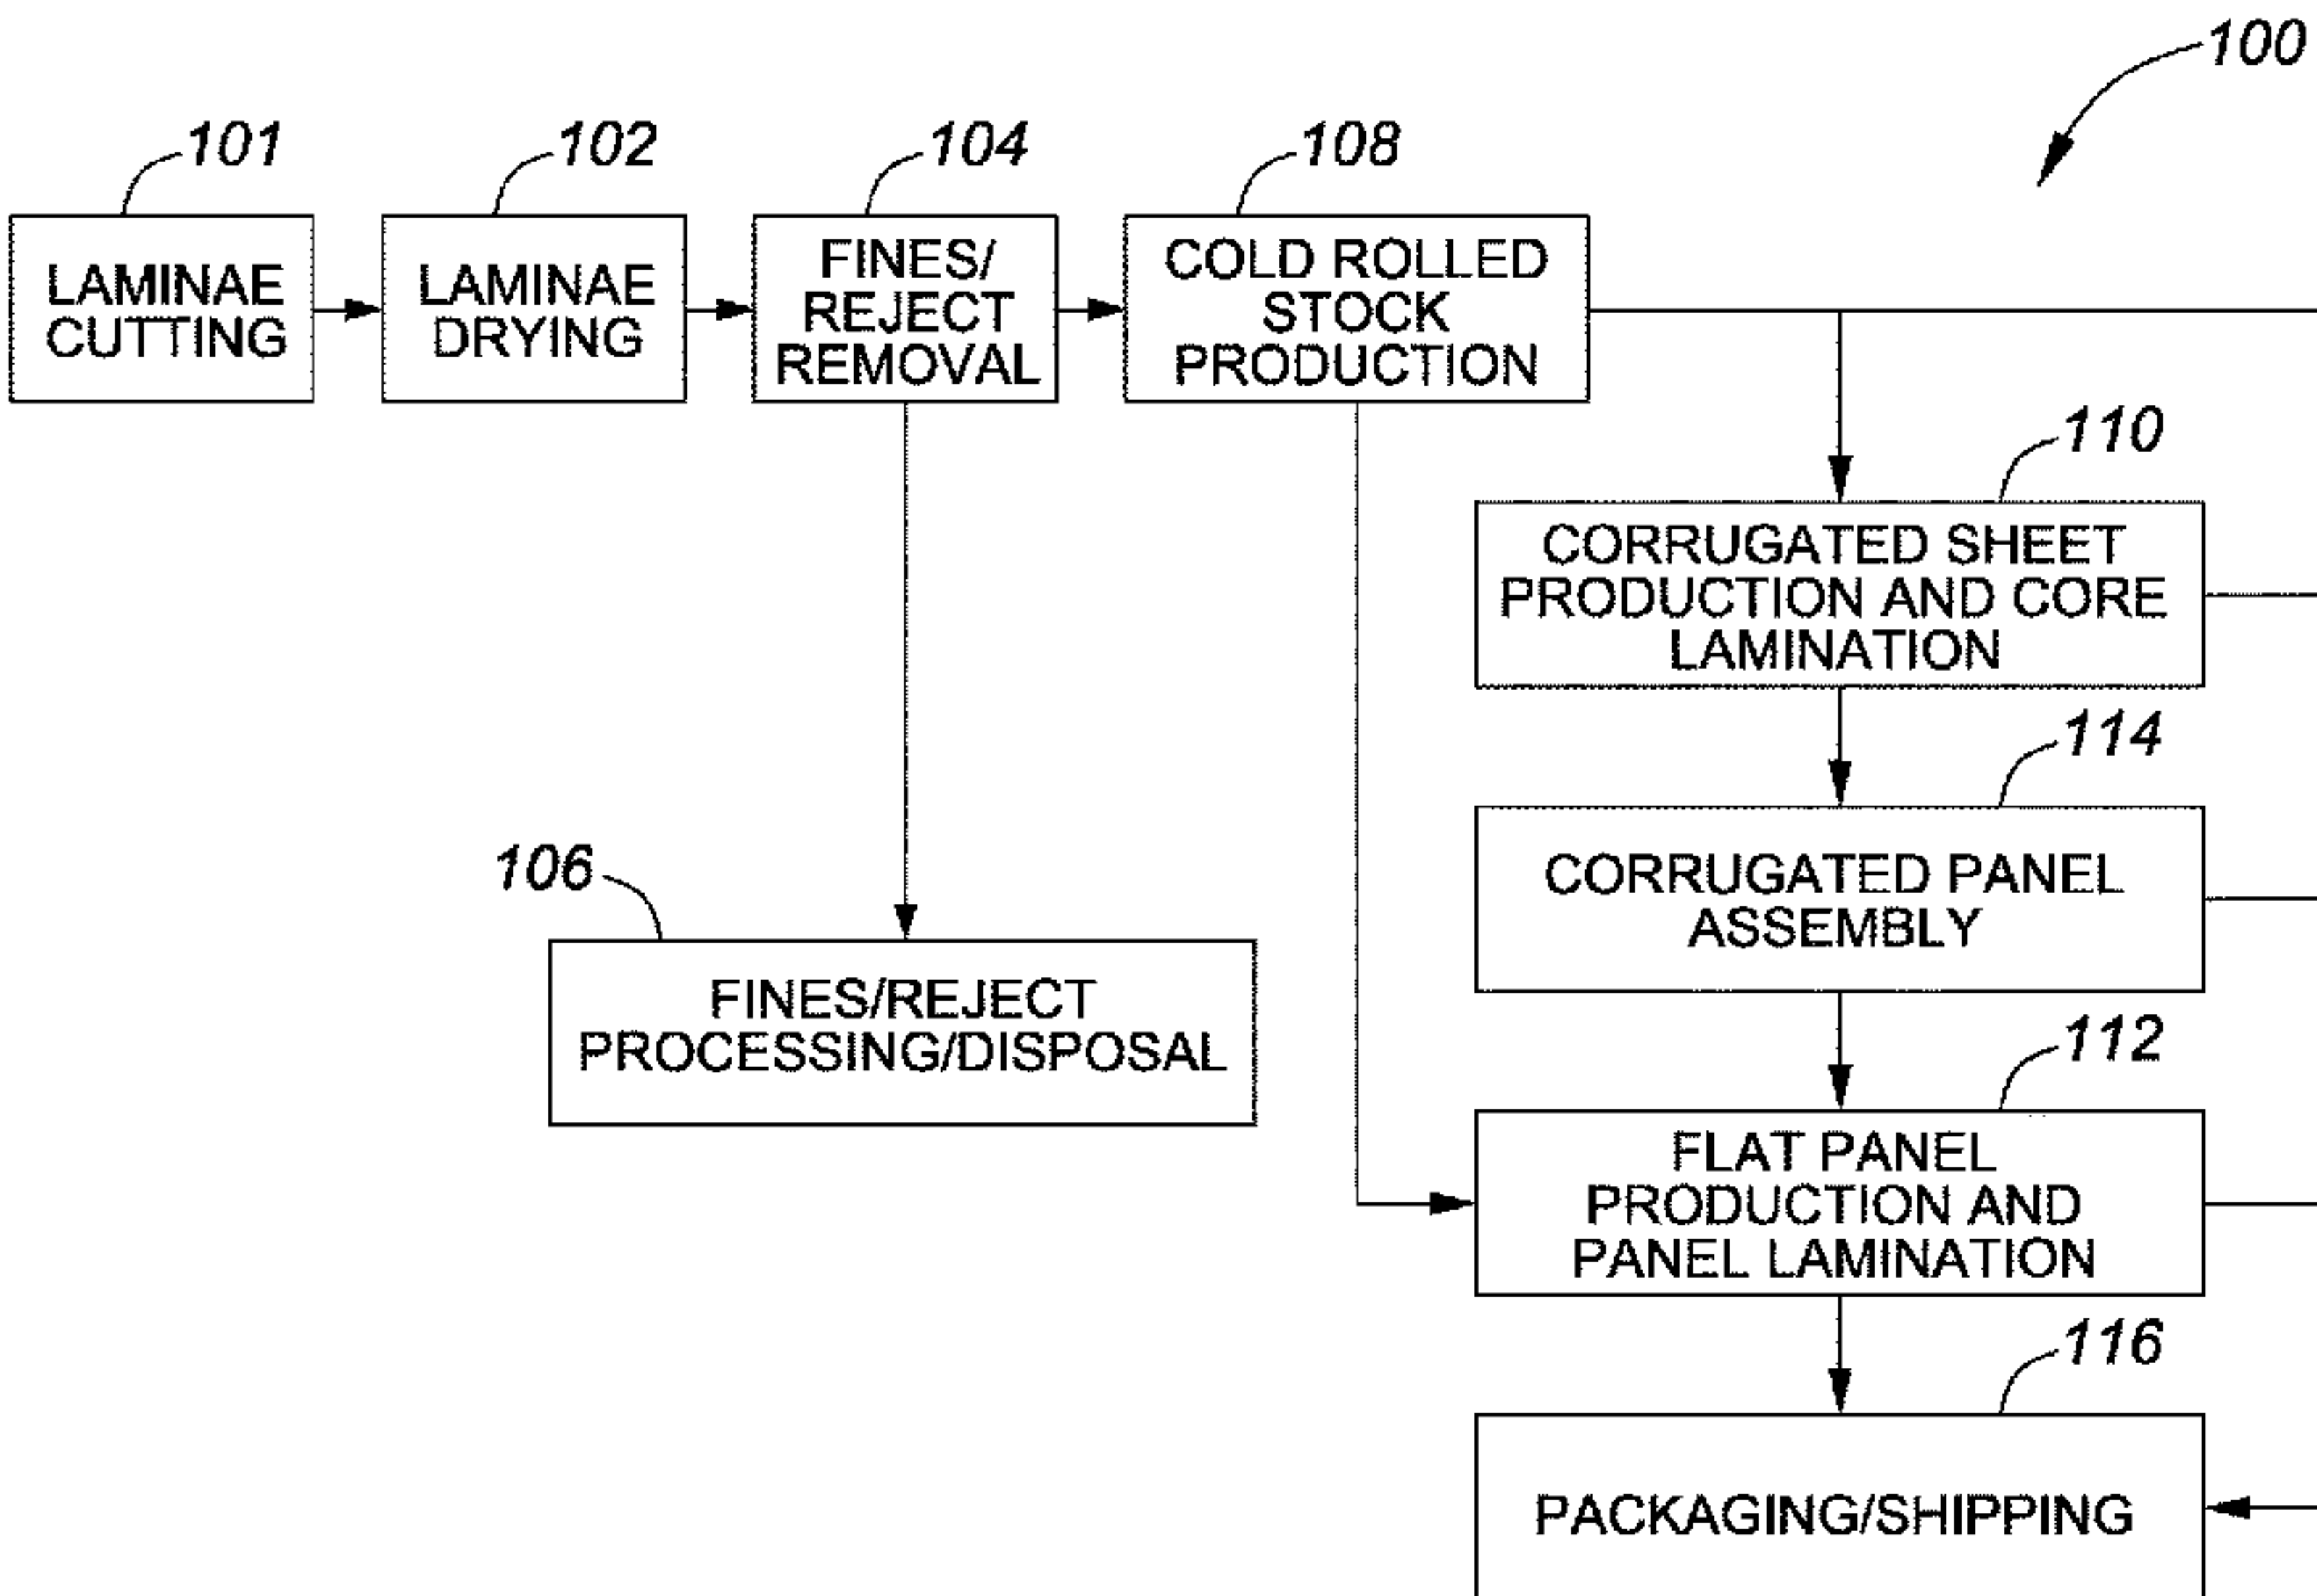 100
101
102
104
108
LAMINAE
CUTTING
LAMINAE
DRYING
FINES/
REJECT
REMOVAL
COLD ROLLED
STOCK
PRODUCTION
110
CORRUGATED SHEET
PRODUCTION AND CORE
LAMINATION
114
CORRUGATED PANEL
ASSEMBLY
106
FINES/REJECT
PROCESSING/DISPOSAL
112
FLAT PANEL
PRODUCTION AND
PANEL LAMINATION
116
PACKAGING/SHIPPING